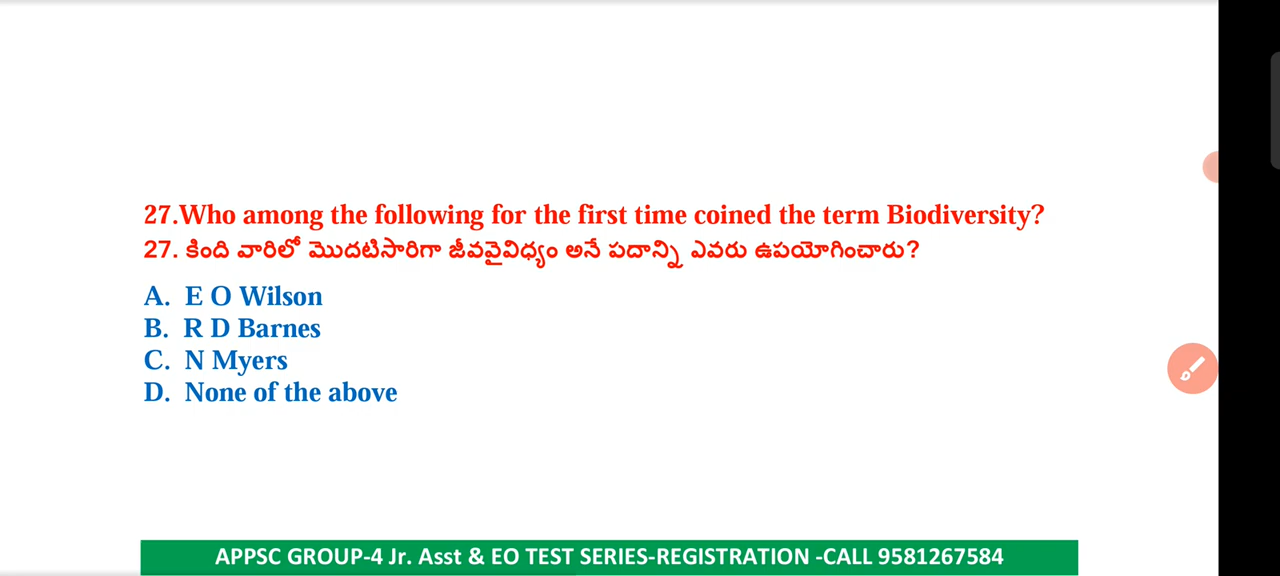 27.Who among the following for the first time coined the term Biodiversity?
27. కింది వారిలో మొదటిసారిగా జీవవైవిధ్యం అనే పదాన్ని ఎవరు ఉపయోగించారు?
A. E O Wilson
B. R D Barnes
C. N Myers
D. None of the above
APPSC GROUP-4 Jr. Asst & EO TEST SERIES-REGISTRATION -CALL 9581267584